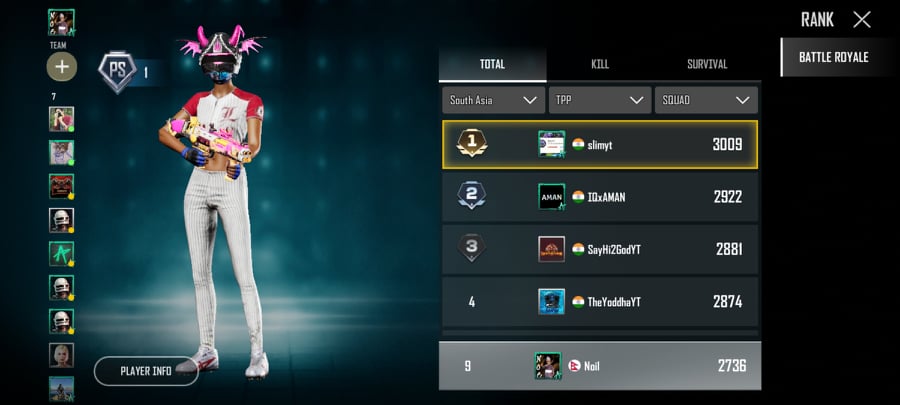 RANK
TEAM
7
PS 1
PLAYER INFO
TOTAL KILL SURVIVAL
South Asia TPP SQUAD
1 slimyt 3009
2 AMAN IQxAMAN 2922
3 SayHi2GodYT 2881
4 TheYoddhaYT 2874
9 Noil 2736
BATTLE ROYALE